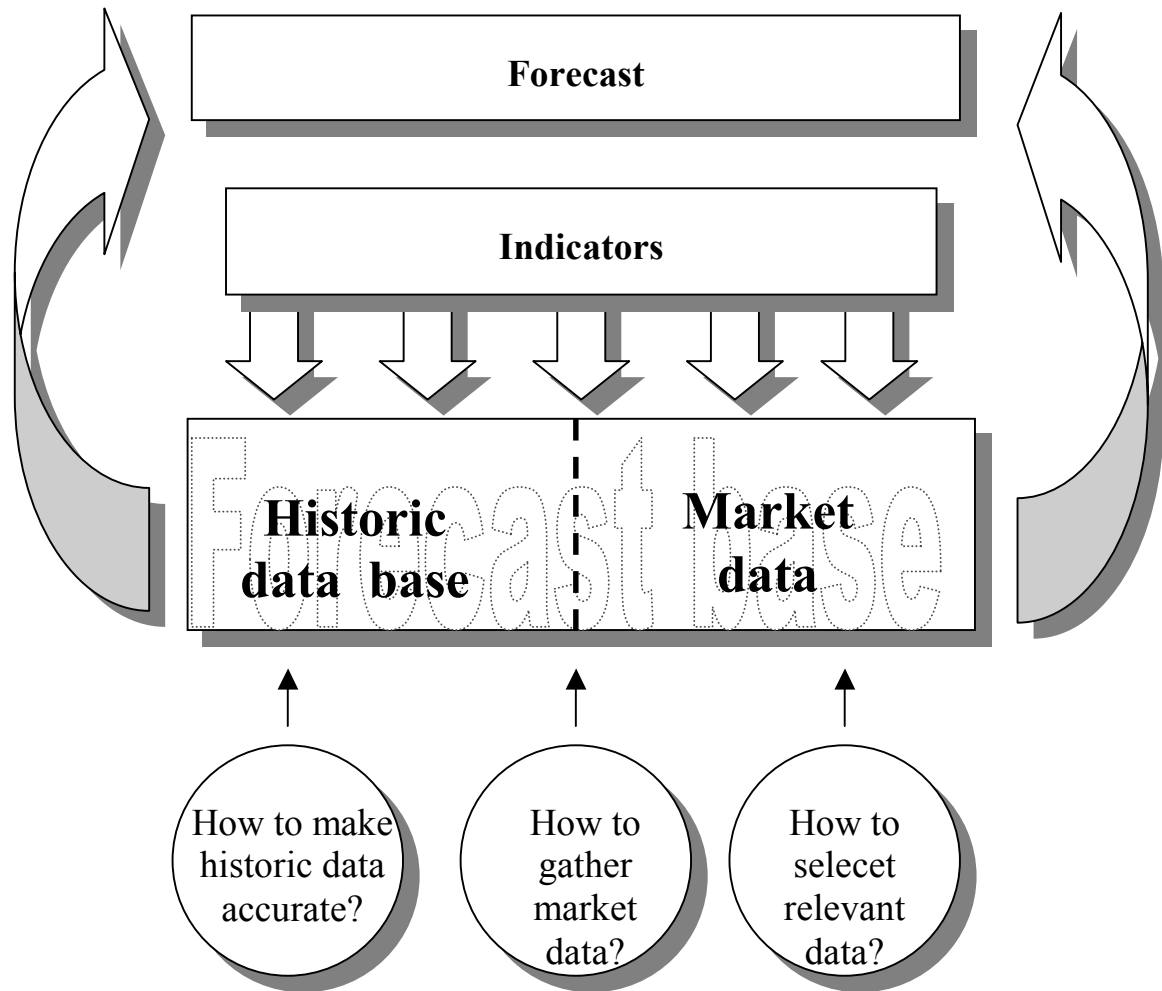 Forecast
Indicators
Forecast base
Historic
data base
Market
data
How to make
historic data
accurate?
How to
gather
market
data?
How to
selecet
relevant
data?